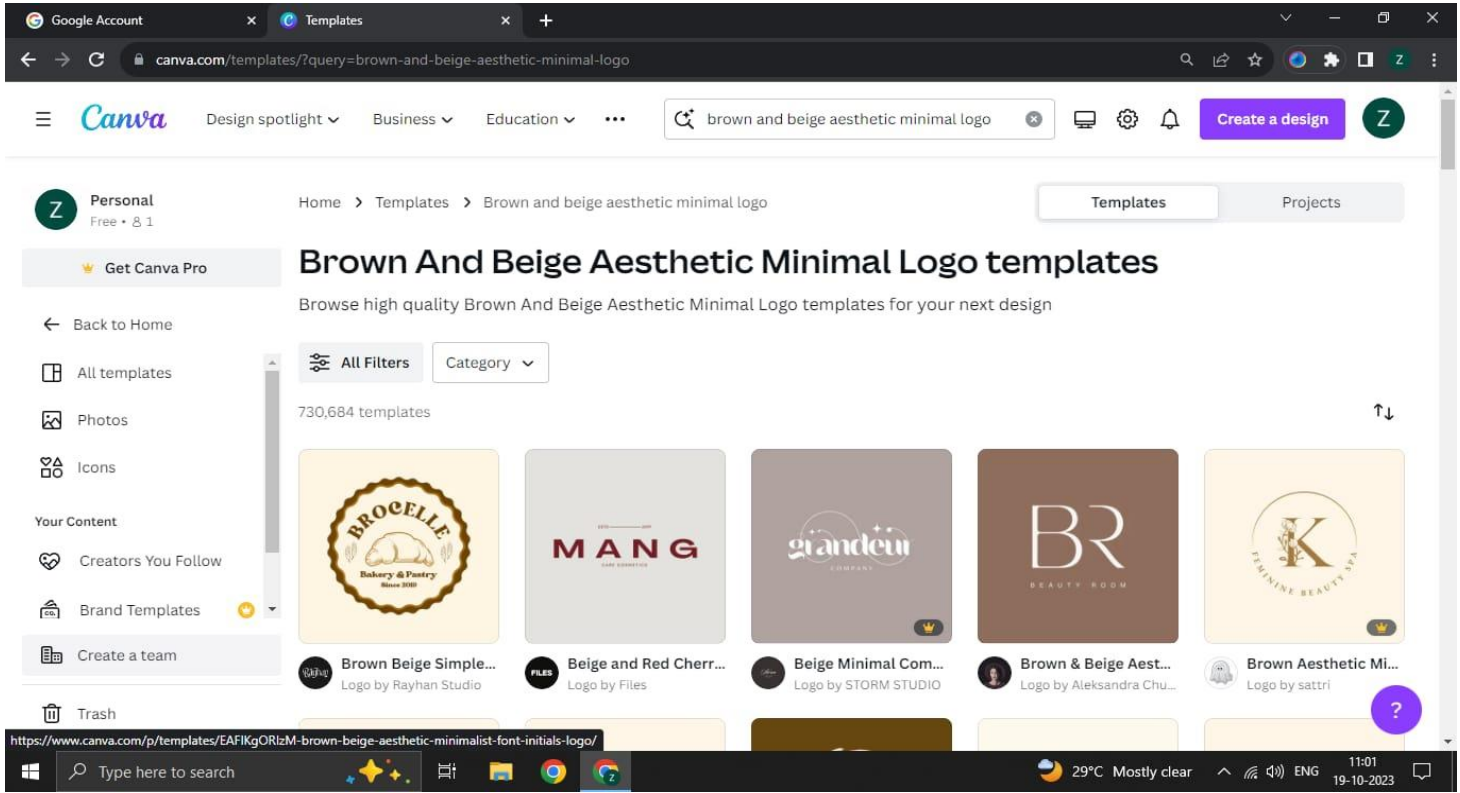 Google Account
Templates
canva.com/templates/?query=brown-and-beige-aesthetic-minimal-logo
Z
Canva
Design spotlight
Business
Education
brown and beige aesthetic minimal logo
Create a design
Z
Z
Personal
Free • 1
Get Canva Pro
Back to Home
All templates
Photos
Icons
Your Content
Creators You Follow
Brand Templates
Create a team
Trash
Home > Templates > Brown and beige aesthetic minimal logo
Templates
Projects
Brown And Beige Aesthetic Minimal Logo templates
Browse high quality Brown And Beige Aesthetic Minimal Logo templates for your next design
All Filters
Category
730,684 templates
BROCELLE
Bakery & Pastry
Since 2010
MANG
CARE COSMETICS
grandeur
COMPANY
BR
BEAUTY ROOM
K
FEMININE BEAUTY SPA
Brown Beige Simple...
Logo by Rayhan Studio
FILES
Beige and Red Cherr...
Logo by Files
Beige Minimal Com...
Logo by STORM STUDIO
Brown & Beige Aest...
Logo by Aleksandra Chu...
Brown Aesthetic Mi...
Logo by sattri
?
https://www.canva.com/p/templates/EAFIKgORIzM-brown-beige-aesthetic-minimalist-font-initials-logo/
Type here to search
Z
29°C Mostly clear
ENG
11:01
19-10-2023